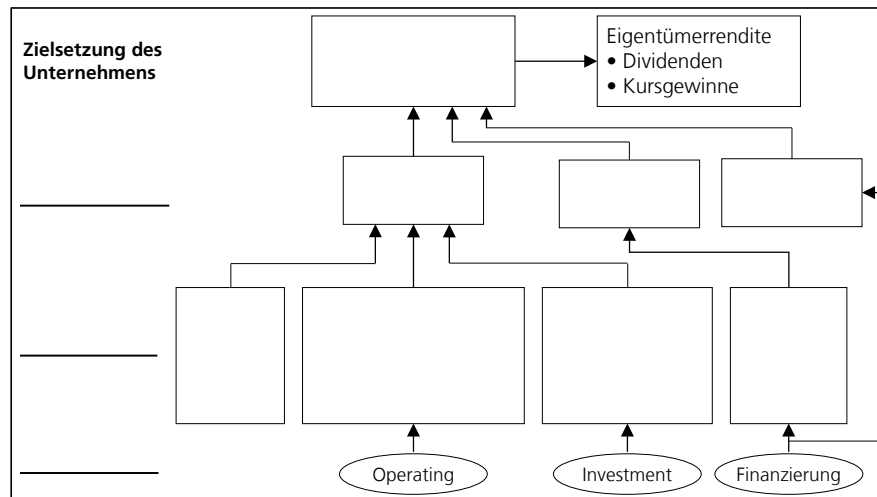 Zielsetzung des
Unternehmens
Eigentümerrendite
• Dividenden
• Kursgewinne
Operating
Investment
Finanzierung